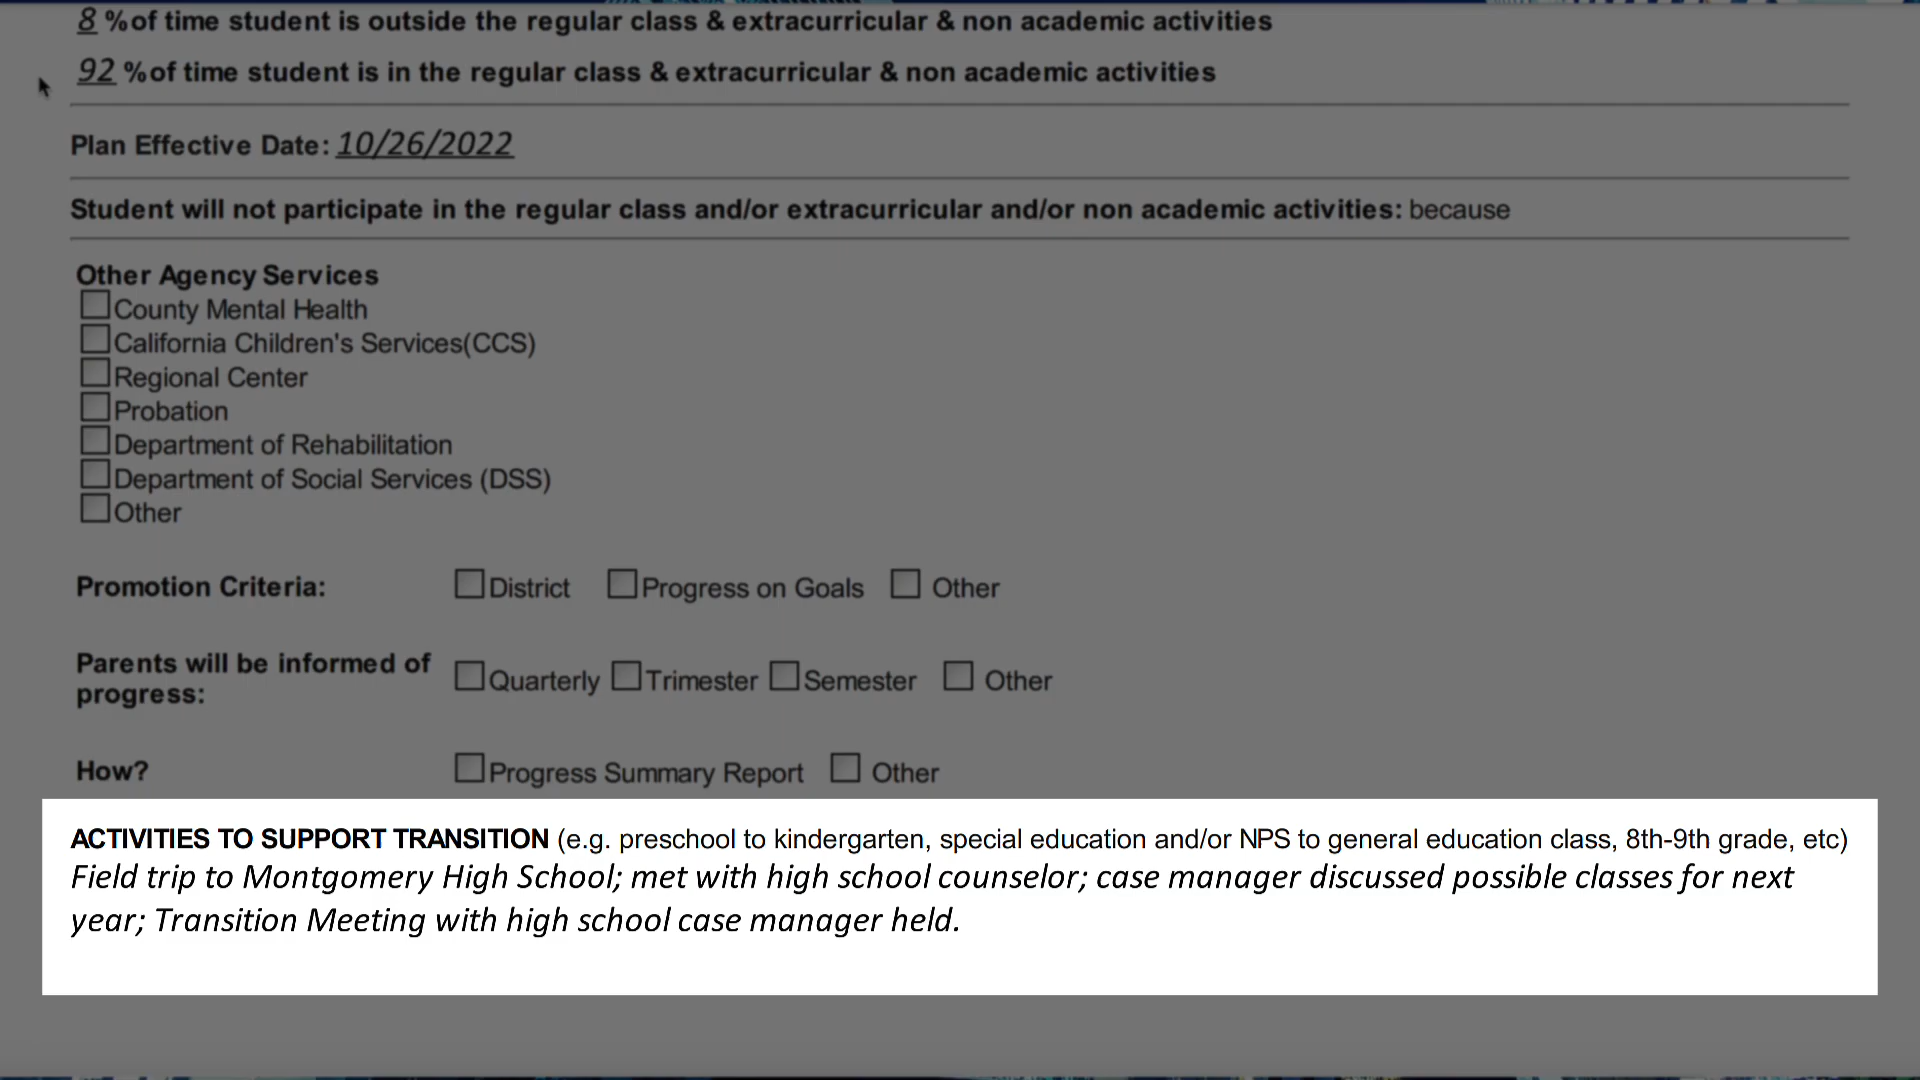 8 %of time student is outside the regular class & extracurricular & non academic activities
92 %of time student is in the regular class & extracurricular & non academic activities
Plan Effective Date: 10/26/2022
Student will not participate in the regular class and/or extracurricular and/or non academic activities: because
Other Agency Services
County Mental Health
California Children's Services(CCS)
Regional Center
Probation
Department of Rehabilitation
Department of Social Services (DSS)
Other
Promotion Criteria: District Progress on Goals Other
Parents will be informed of
progress: Quarterly Trimester Semester Other
How? Progress Summary Report Other
ACTIVITIES TO SUPPORT TRANSITION (e.g. preschool to kindergarten, special education and/or NPS to general education class, 8th-9th grade, etc)
Field trip to Montgomery High School; met with high school counselor; case manager discussed possible classes for next
year; Transition Meeting with high school case manager held.